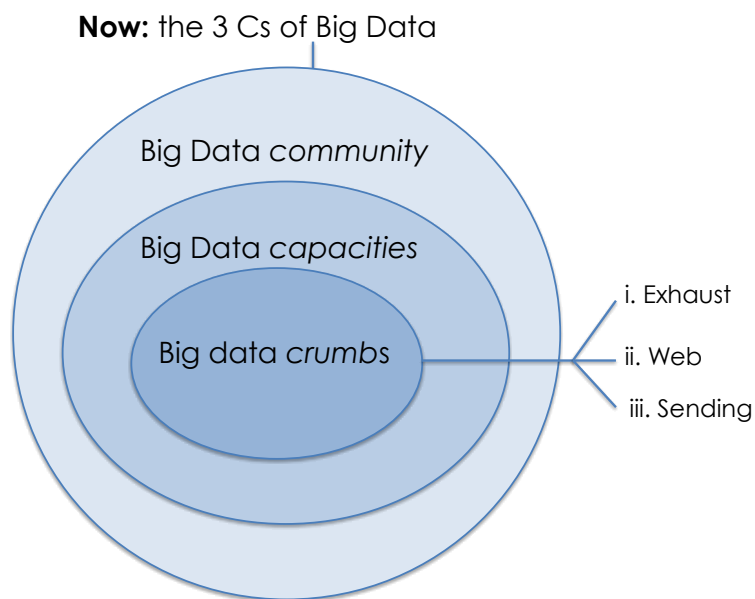 Now: the 3 Cs of Big Data
Big Data community
Big Data capacities
Big data crumbs
i. Exhaust
ii. Web
iii. Sending